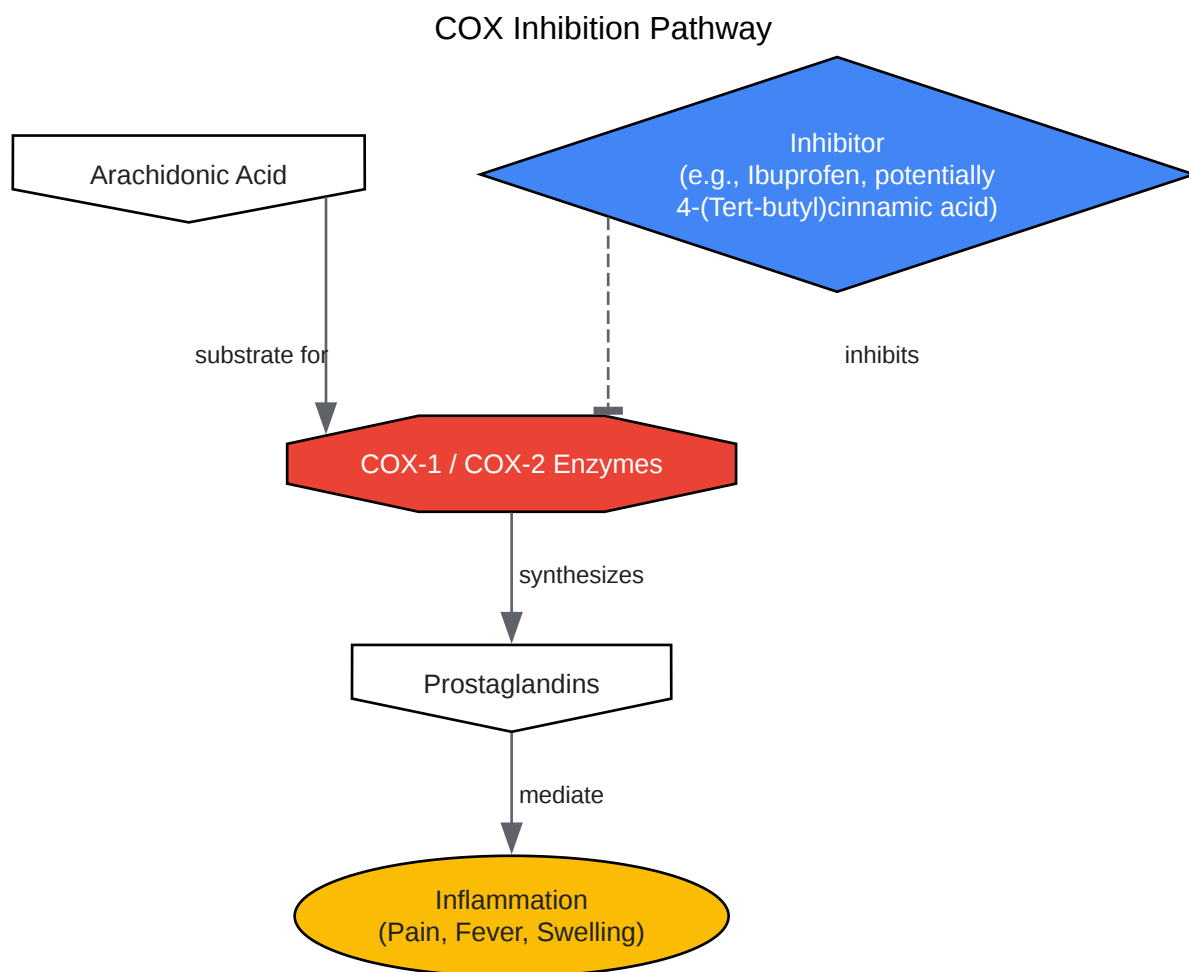 COX Inhibition Pathway
Arachidonic Acid
Inhibitor
(e.g., Ibuprofen, potentially
4-(Tert-butyl)cinnamic acid)
substrate for
inhibits
COX-1 / COX-2 Enzymes
synthesizes
Prostaglandins
mediate
Inflammation
(Pain, Fever, Swelling)